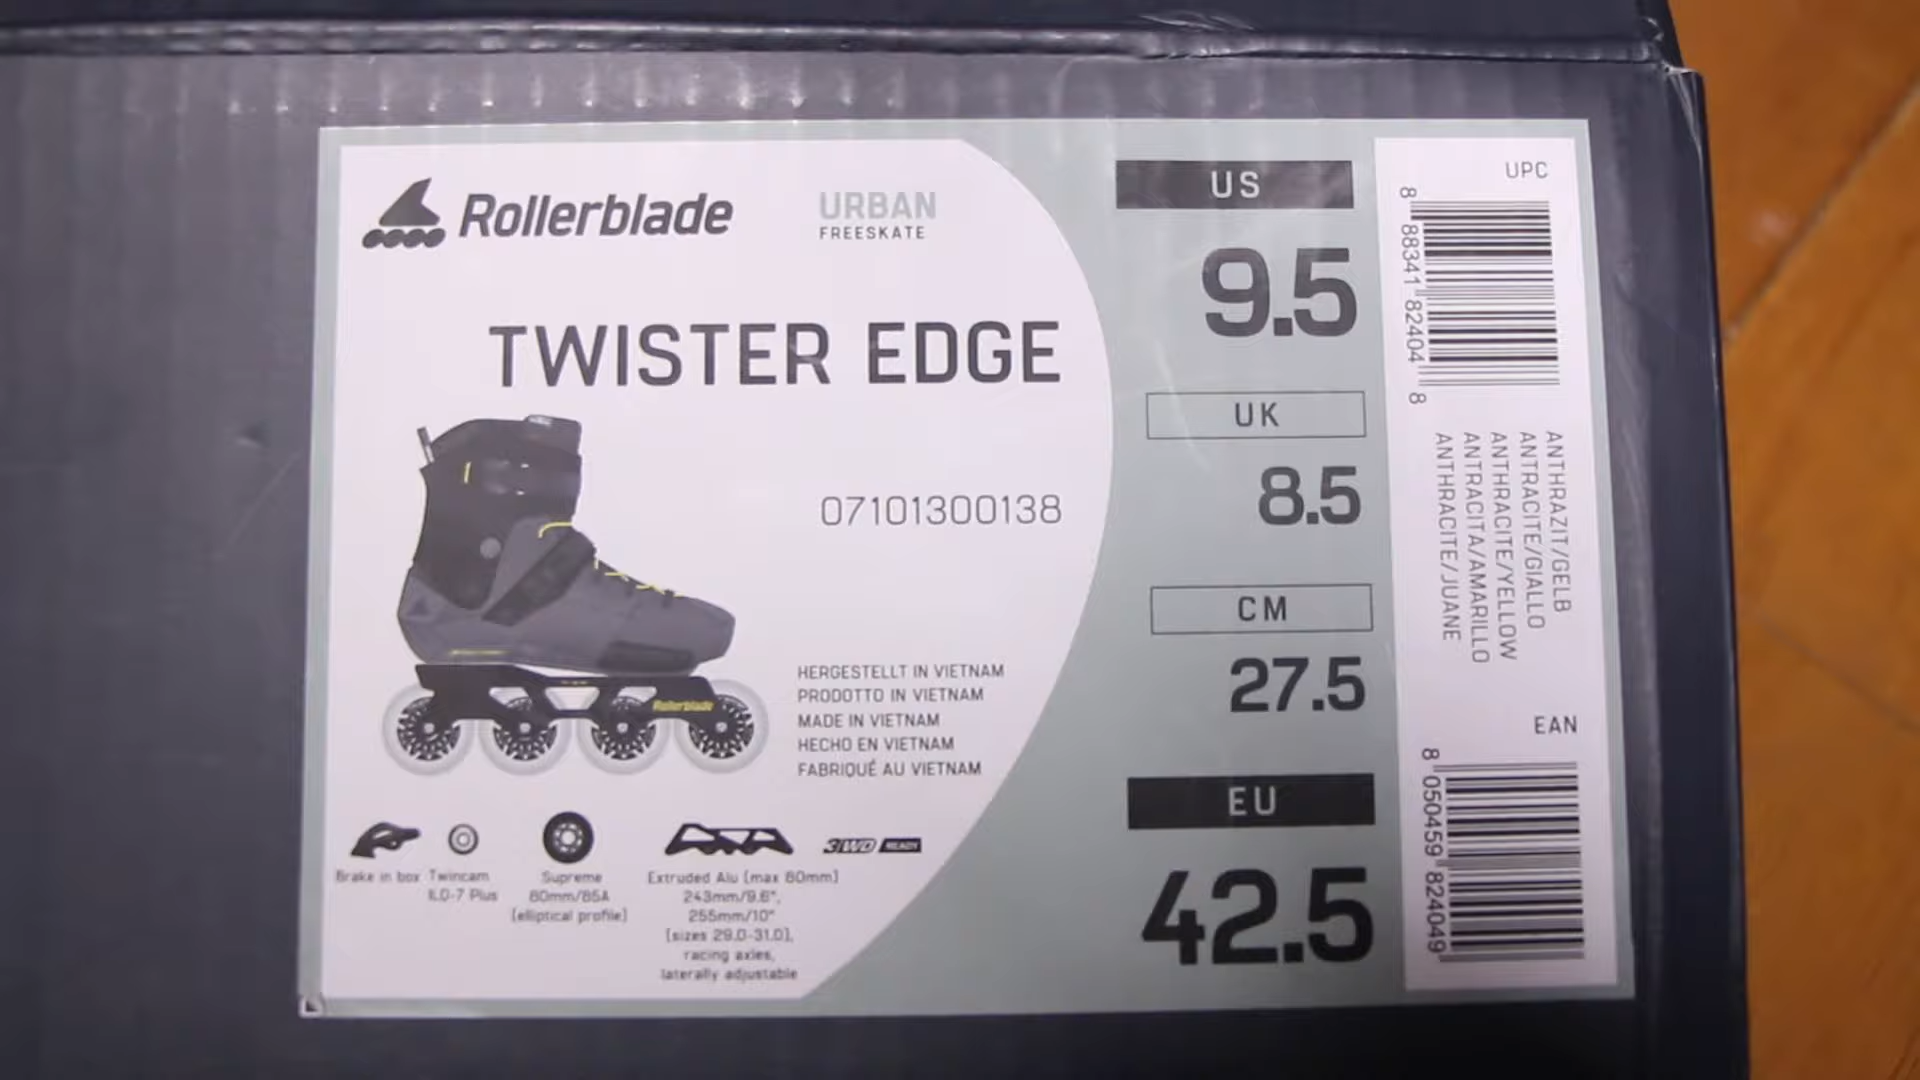 Rollerblade
URBAN
FREESKATE
TWISTER EDGE
07101300138
Rollerblade
HERGESTELLT IN VIETNAM
PRODOTTO IN VIETNAM
MADE IN VIETNAM
HECHO EN VIETNAM
FABRIQUÉ AU VIETNAM
Brake in box
Twincam
ILQ-7 Plus
Supreme
80mm/85A
(elliptical profile)
Extruded Alu (max 80mm)
243mm/9.6",
255mm/10"
(sizes 29.0-31.0),
racing axles,
laterally adjustable
3WD READY
US
9.5
UK
8.5
CM
27.5
EU
42.5
UPC
8 88341 82404 8
ANTHRAZIT/GELB
ANTRACITE/GIALLO
ANTHRACITE/YELLOW
ANTRACITA/AMARILLO
ANTHRACITE/JUANE
EAN
8 050459 824049